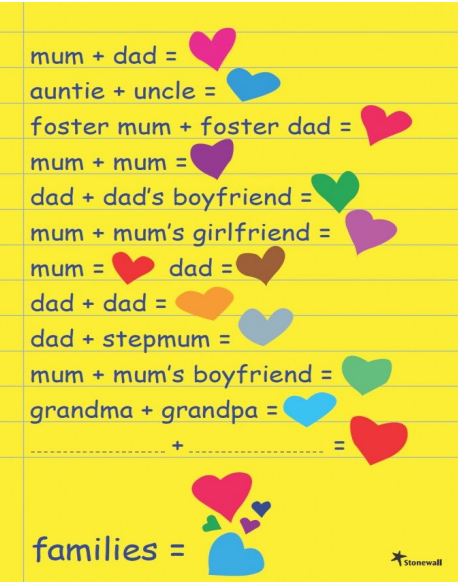 mum + dad =
auntie + uncle =
foster mum + foster dad =
mum + mum =
dad + dad's boyfriend =
mum + mum's girlfriend =
mum = dad =
dad + dad =
dad + stepmum =
mum + mum's boyfriend =
grandma + grandpa =
........................ + ........................ =
families =
Stonewall